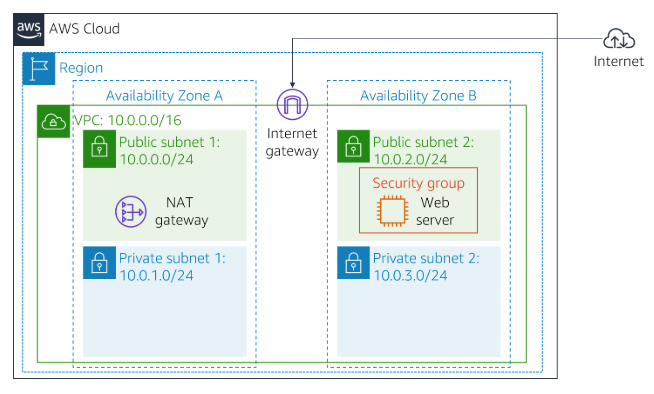 aws
AWS Cloud
Internet
Region
Availability Zone A
Availability Zone B
VPC: 10.0.0.0/16
Internet
gateway
Public subnet 1:
10.0.0.0/24
NAT
gateway
Public subnet 2:
10.0.2.0/24
Security group
Web
server
Private subnet 1:
10.0.1.0/24
Private subnet 2:
10.0.3.0/24